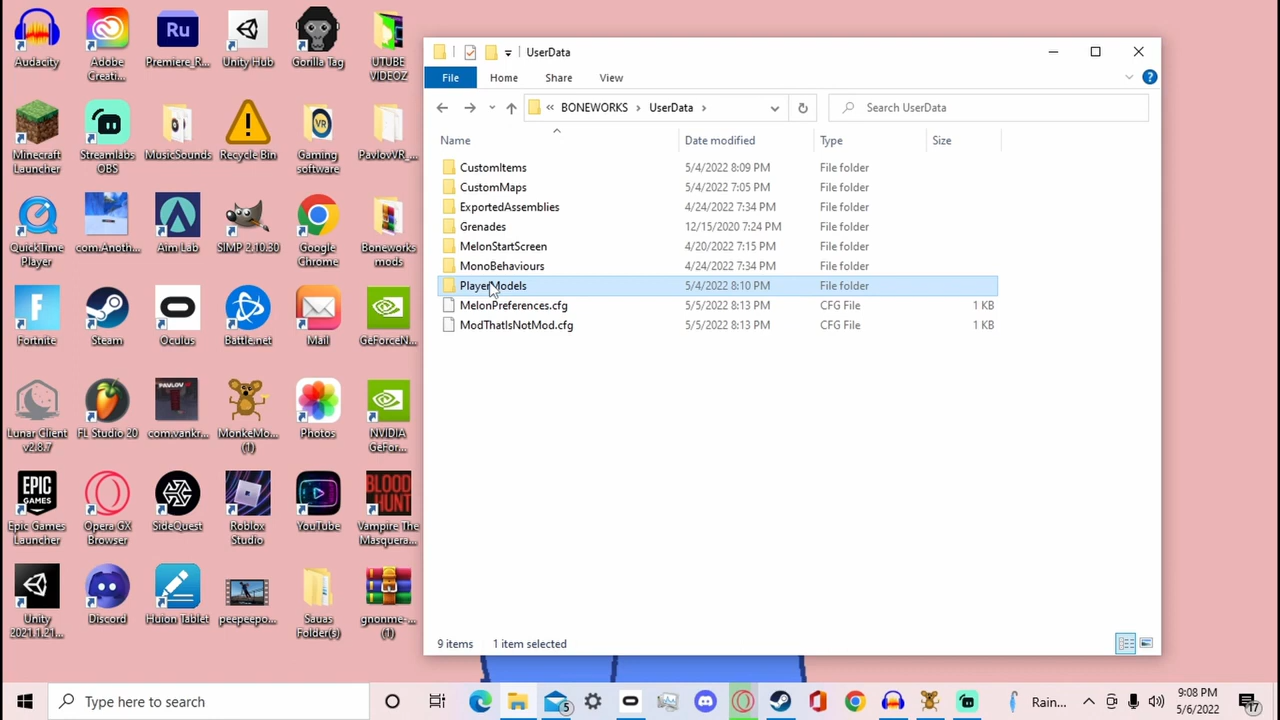 Audacity
Adobe
Creati...
Ru
Premiere_R...
Unity Hub
Gorilla Tag
UTUBE
VIDEOZ
Minecraft
Launcher
Streamlabs
OBS
MusicSounds
Recycle Bin
VR
Gaming
software
PavlovVR_...
QuickTime
Player
com.Anoth...
Aim Lab
SIMP 2.10.30
Google
Chrome
Boneworks
mods
Fortnite
Steam
Oculus
Battle.net
Mail
GeForceN...
Lunar Client
v2.8.7
FL Studio 20
PAVLOV
com.vankr...
MonkeMo...
(1)
Photos
NVIDIA
GeFor...
EPIC
GAMES
Epic Games
Launcher
Opera GX
Browser
SideQuest
Roblox
Studio
YouTube
BLOOD
HUNT
Vampire The
Masquera...
Unity
2021.1.21...
Discord
Huion Tablet
peepeepo...
Sauas
Folder(s)
gnonme-...
(1)
UserData
File
Home
Share
View
« BONEWORKS › UserData ›
Search UserData
Name
Date modified
Type
Size
CustomItems 5/4/2022 8:09 PM File folder
CustomMaps 5/4/2022 7:05 PM File folder
ExportedAssemblies 4/24/2022 7:34 PM File folder
Grenades 12/15/2020 7:24 PM File folder
MelonStartScreen 4/20/2022 7:15 PM File folder
MonoBehaviours 4/24/2022 7:34 PM File folder
PlayerModels 5/4/2022 8:10 PM File folder
MelonPreferences.cfg 5/5/2022 8:13 PM CFG File 1 KB
ModThatIsNotMod.cfg 5/5/2022 8:13 PM CFG File 1 KB
9 items 1 item selected
Type here to search
5
Rain...
9:08 PM
5/6/2022
17